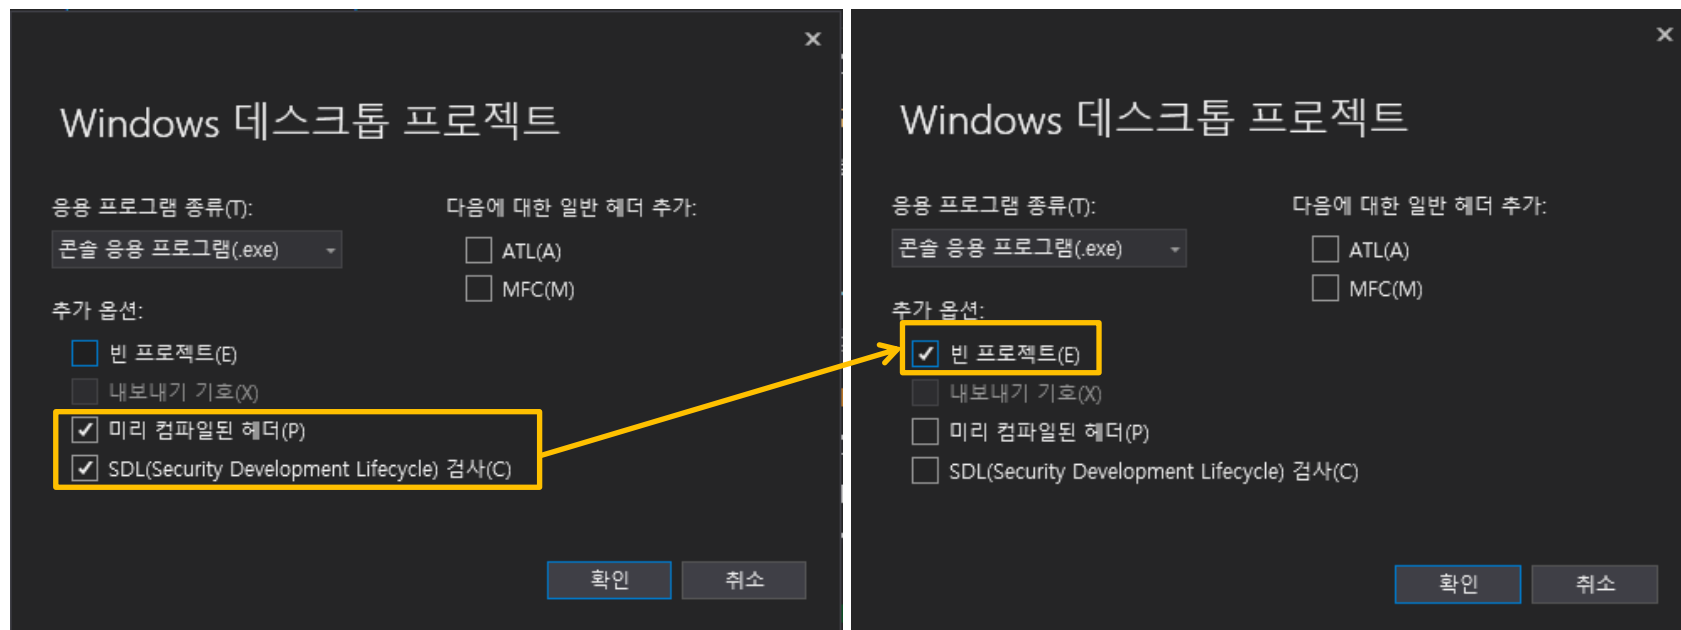 Windows 데스크톱 프로젝트
응용 프로그램 종류(T):
콘솔 응용 프로그램(.exe)
다음에 대한 일반 헤더 추가:
ATL(A)
MFC(M)
추가 옵션:
빈 프로젝트(E)
내보내기 기호(X)
미리 컴파일된 헤더(P)
SDL(Security Development Lifecycle) 검사(C)
확인
취소
Windows 데스크톱 프로젝트
응용 프로그램 종류(T):
콘솔 응용 프로그램(.exe)
다음에 대한 일반 헤더 추가:
ATL(A)
MFC(M)
추가 옵션:
빈 프로젝트(E)
내보내기 기호(X)
미리 컴파일된 헤더(P)
SDL(Security Development Lifecycle) 검사(C)
확인
취소